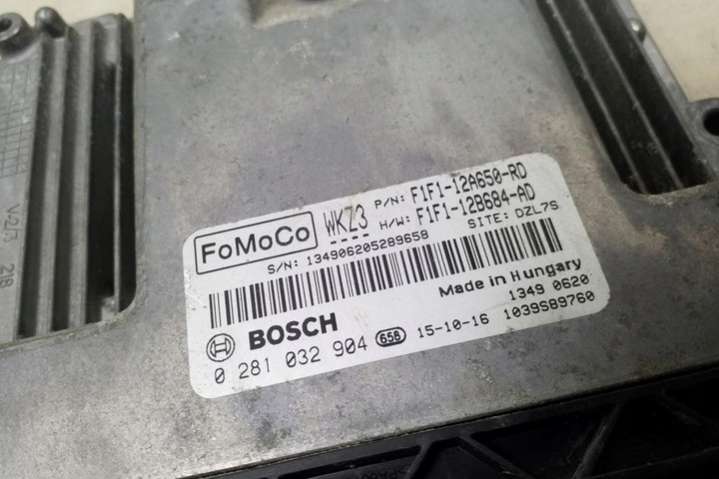 FoMoCo
WKZ3
P/N: F1F1-12A650-RD
H/W: F1F1-12B684-AD
S/N: 134906205289658
SITE: DZL7S
Made in Hungary
1349 0620
BOSCH
0 281 032 904 656 15-10-16 1039S89760